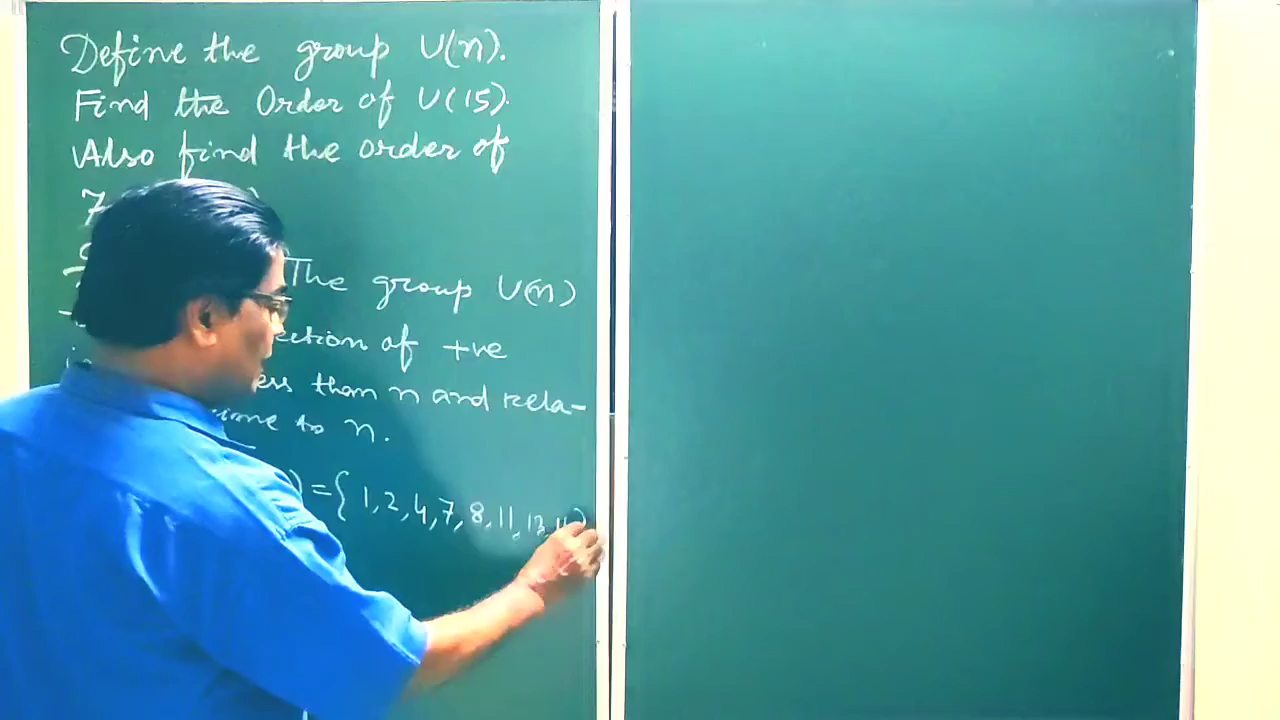 Define the group U(n).
Find the Order of U(15).
Also find the order of
7
The group U(n)
ection of +ve
ess than n and rela-
ime to n.
) = { 1, 2, 4, 7, 8, 11, 13,